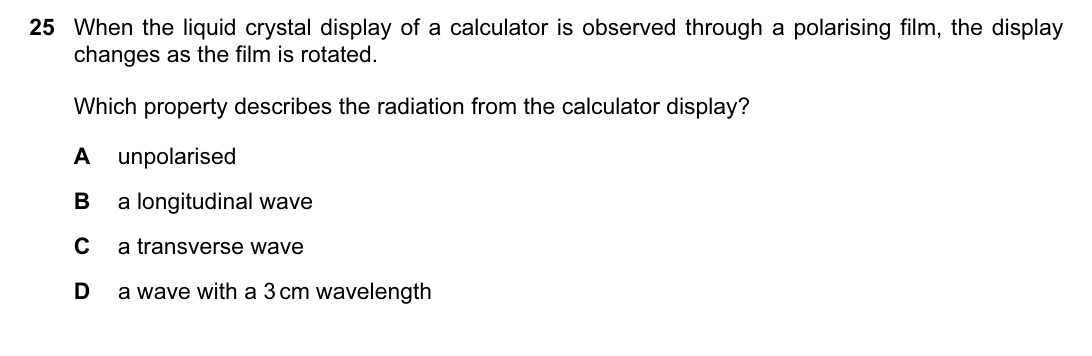 25 When the liquid crystal display of a calculator is observed through a polarising film, the display
changes as the film is rotated.
Which property describes the radiation from the calculator display?
A unpolarised
B a longitudinal wave
C a transverse wave
D a wave with a 3 cm wavelength